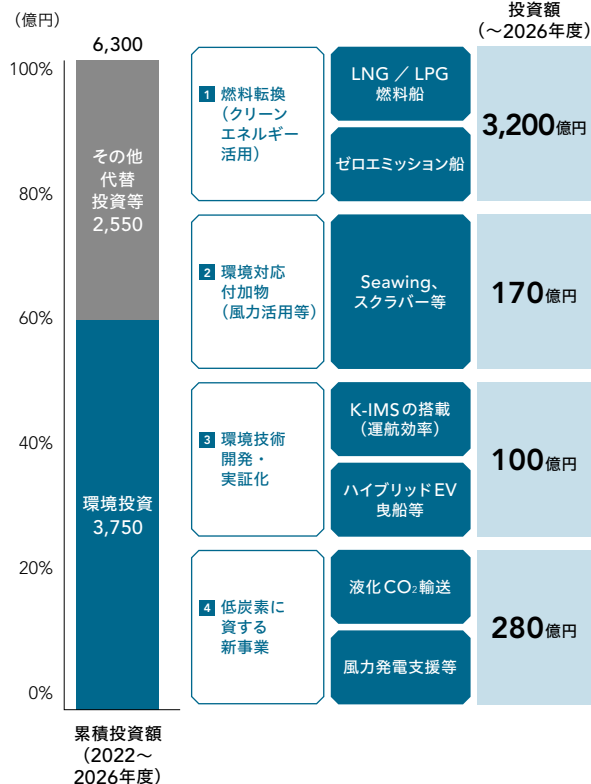 （億円）
6,300
100%
80%
60%
40%
20%
0%
その他
代替
投資等
2,550
環境投資
3,750
累積投資額
（2022～
2026年度）
投資額
（～2026年度）
1 燃料転換
（クリーン
エネルギー
活用）
LNG ／ LPG
燃料船
ゼロエミッション船
3,200億円
2 環境対応
付加物
（風力活用等）
Seawing、
スクラバー等
170億円
3 環境技術
開発・
実証化
K-IMSの搭載
（運航効率）
ハイブリッドEV
曳船等
100億円
4 低炭素に
資する
新事業
液化CO₂輸送
風力発電支援等
280億円